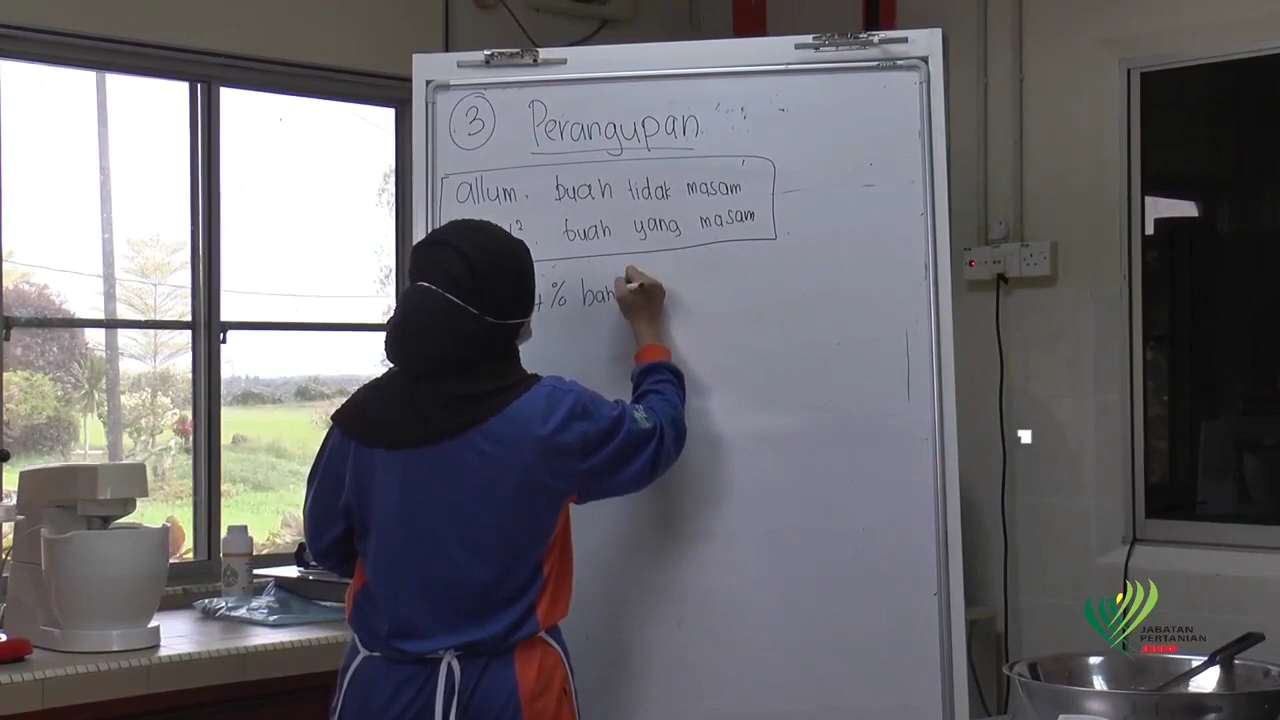 3 Perangupan
allum. buah tidak masam
buah yang masam
% bah
JABATAN
PERTANIAN